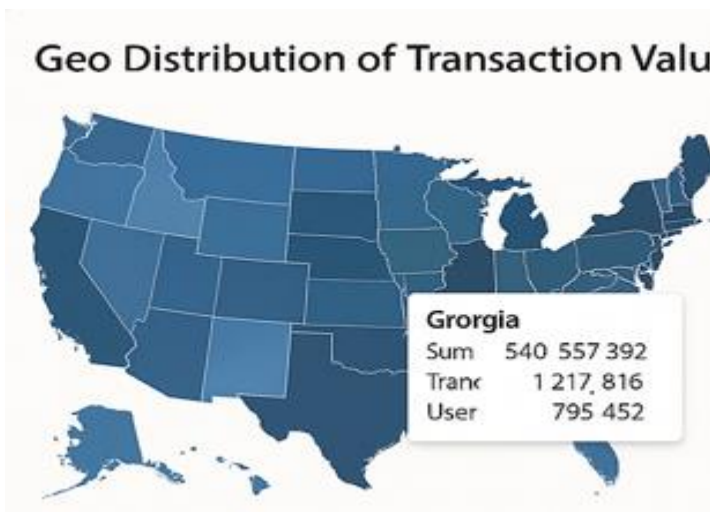 Geo Distribution of Transaction Valu
Grorgia
Sum 540 557 392
Tranc 1 217 816
User 795 452